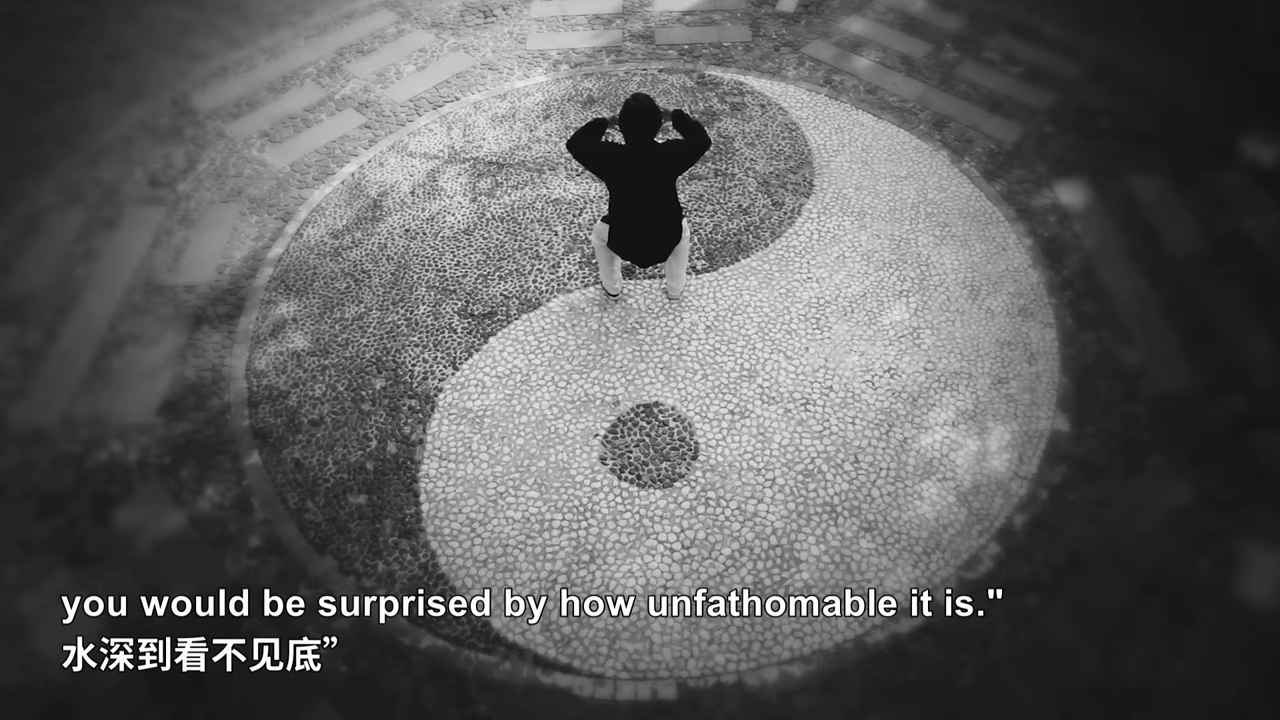 you would be surprised by how unfathomable it is."
水深到看不见底”